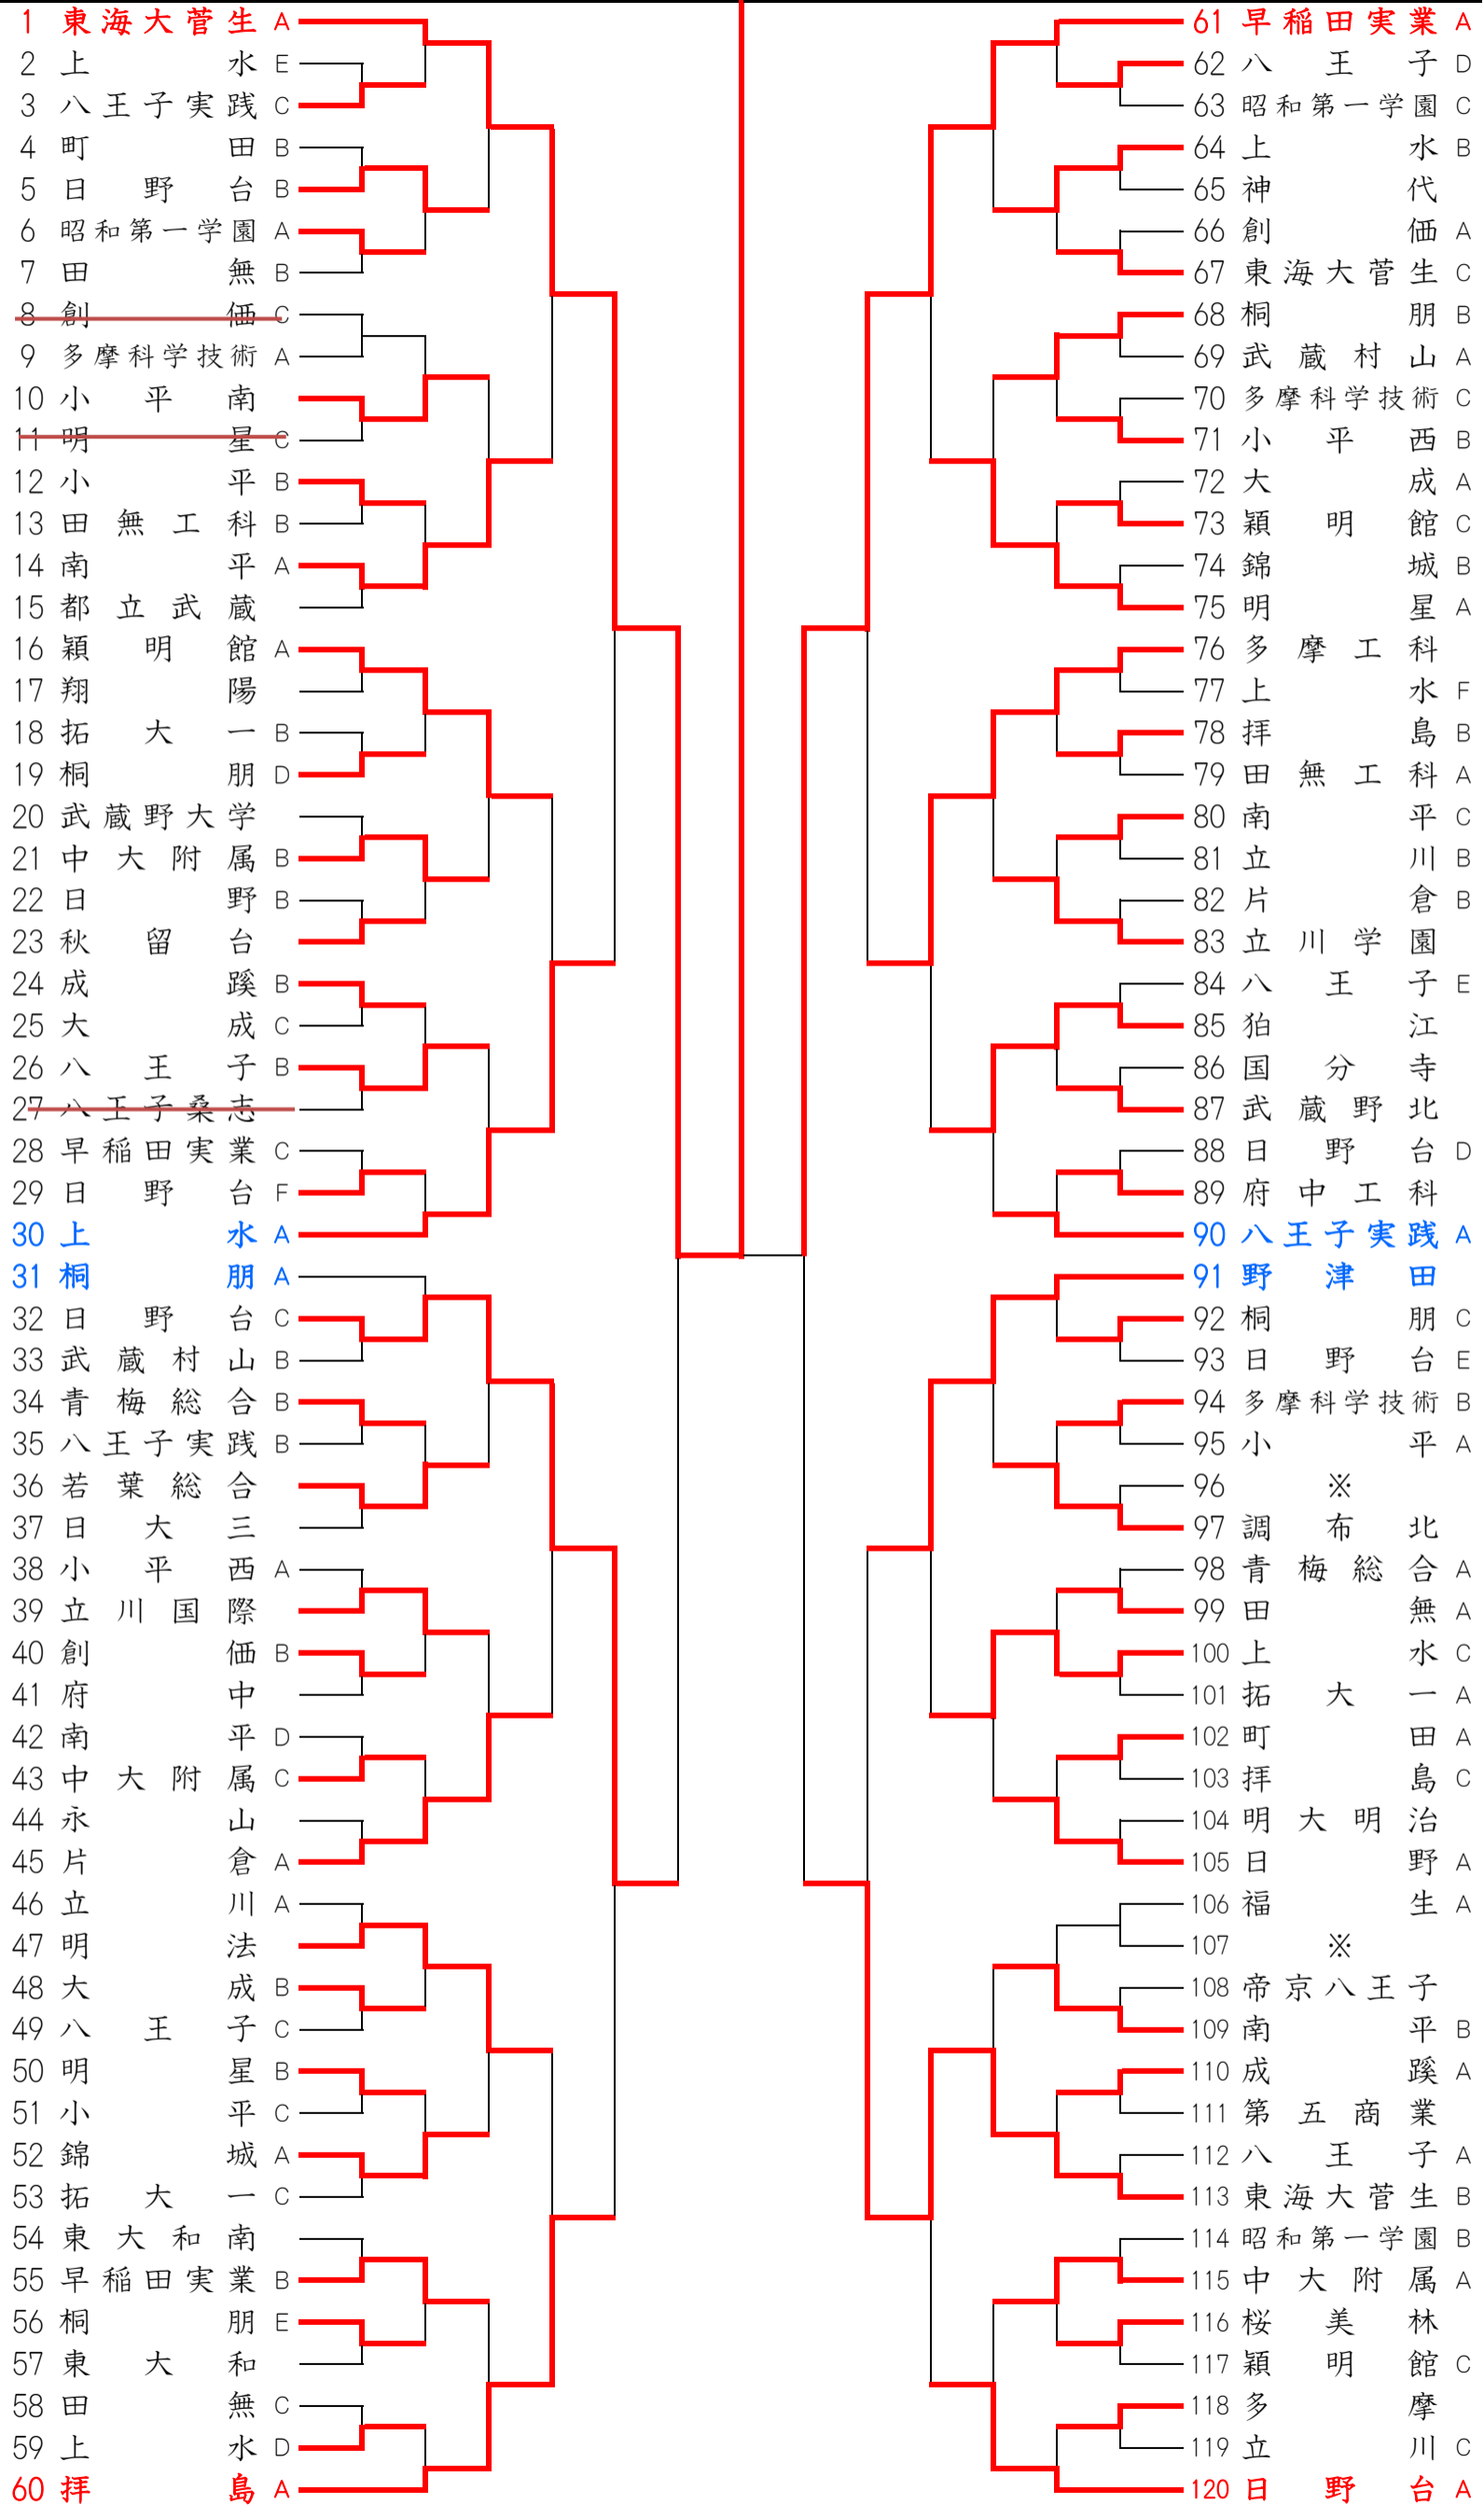 1 東海大菅生 A
2 上水 E
3 八王子実践 C
4 町田 B
5 日野台 B
6 昭和第一学園 A
7 田無 B
8 創価 C
9 多摩科学技術 A
10 小平南
11 明星 C
12 小平 B
13 田無工科 B
14 南平 A
15 都立武蔵
16 穎明館 A
17 翔陽
18 拓大一 B
19 桐朋 D
20 武蔵野大学
21 中大附属 B
22 日野 B
23 秋留台
24 成蹊 B
25 大成 C
26 八王子 B
27 八王子桑志
28 早稲田実業 C
29 日野台 F
30 上水 A
31 桐朋 A
32 日野台 C
33 武蔵村山 B
34 青梅総合 B
35 八王子実践 B
36 若葉総合
37 日大三
38 小平西 A
39 立川国際
40 創価 B
41 府中
42 南平 D
43 中大附属 C
44 永山
45 片倉 A
46 立川 A
47 明法
48 大成 B
49 八王子 C
50 明星 B
51 小平 C
52 錦城 A
53 拓大一 C
54 東大和南
55 早稲田実業 B
56 桐朋 E
57 東大和
58 田無 C
59 上水 D
60 拝島 A
61 早稲田実業 A
62 八王子 D
63 昭和第一学園 C
64 上水 B
65 神代
66 創価 A
67 東海大菅生 C
68 桐朋 B
69 武蔵村山 A
70 多摩科学技術 C
71 小平西 B
72 大成 A
73 穎明館 C
74 錦城 B
75 明星 A
76 多摩工科
77 上水 F
78 拝島 B
79 田無工科 A
80 南平 C
81 立川 B
82 片倉 B
83 立川学園
84 八王子 E
85 狛江
86 国分寺
87 武蔵野北
88 日野台 D
89 府中工科
90 八王子実践 A
91 野津田
92 桐朋 C
93 日野台 E
94 多摩科学技術 B
95 小平 A
96 ※
97 調布北
98 青梅総合 A
99 田無 A
100 上水 C
101 拓大一 A
102 町田 A
103 拝島 C
104 明大明治
105 日野 A
106 福生 A
107 ※
108 帝京八王子
109 南平 B
110 成蹊 A
111 第五商業
112 八王子 A
113 東海大菅生 B
114 昭和第一学園 B
115 中大附属 A
116 桜美林
117 穎明館 C
118 多摩
119 立川 C
120 日野台 A